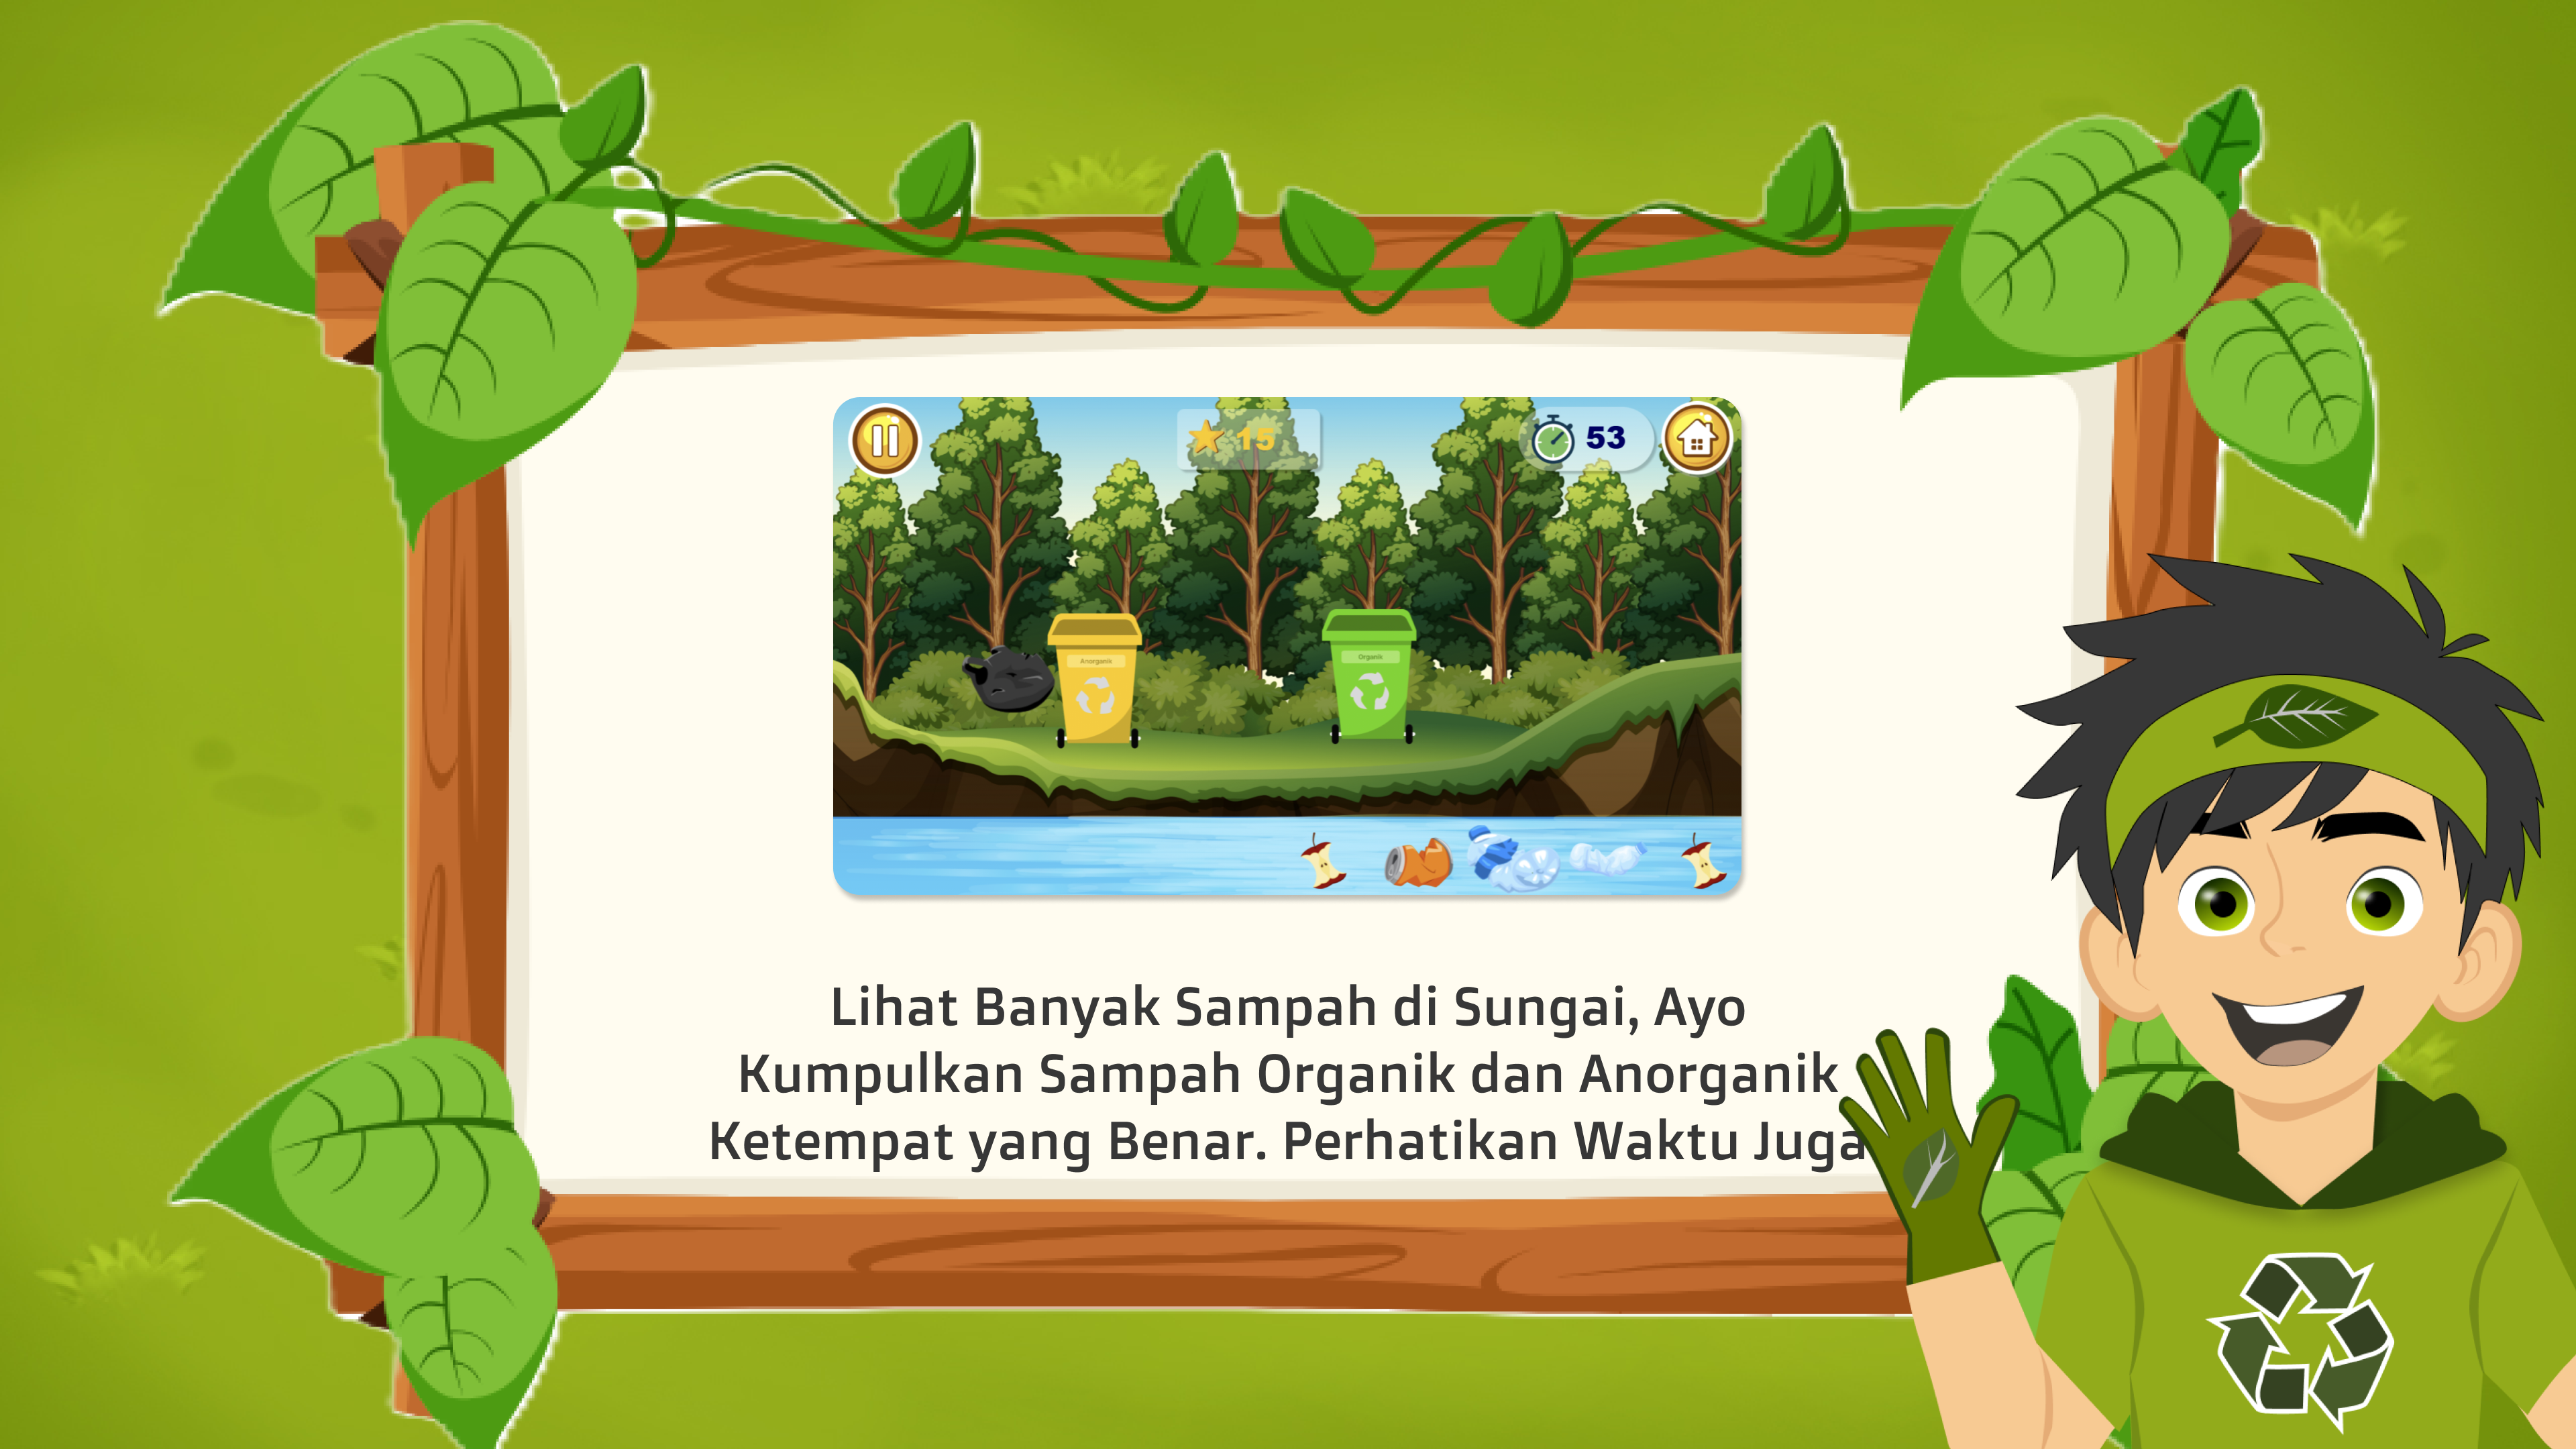 15
53
Anorganik
Organik
Lihat Banyak Sampah di Sungai, Ayo
Kumpulkan Sampah Organik dan Anorganik
Ketempat yang Benar. Perhatikan Waktu Juga